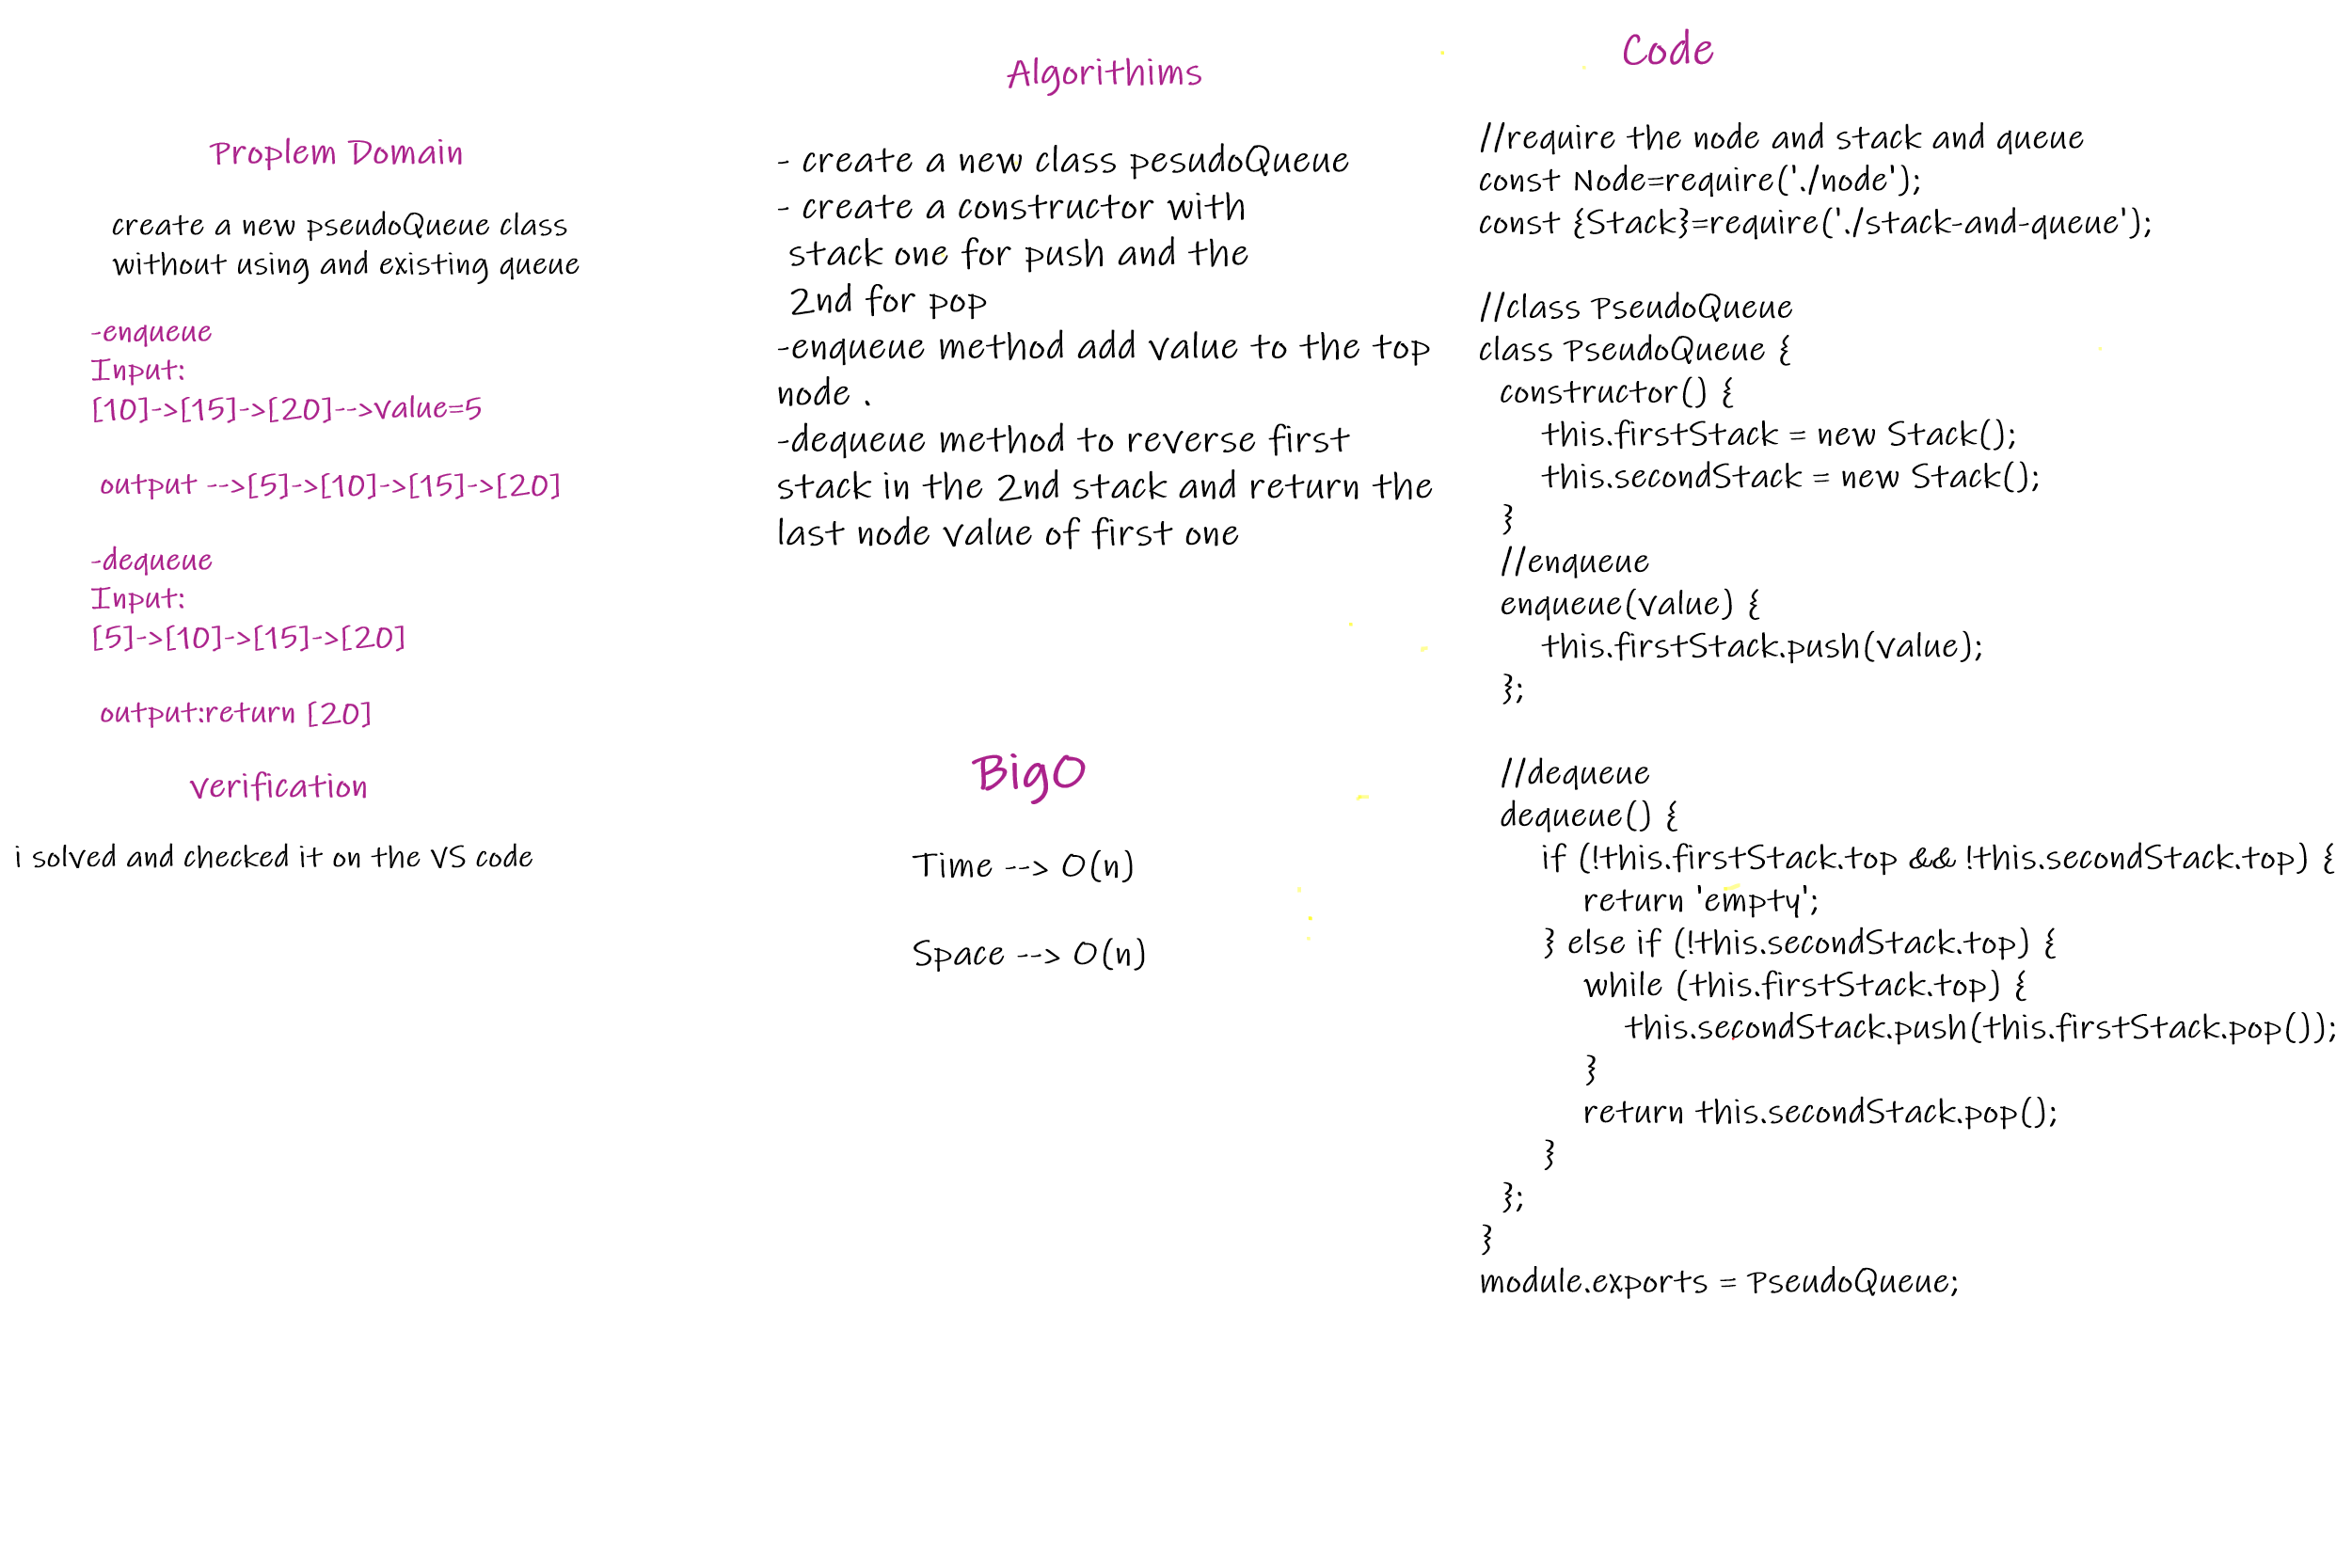 Proplem Domain
create a new pseudoQueue class
without using and existing queue
-enqueue
Input:
[10]->[15]->[20]-->value=5
output -->[5]->[10]->[15]->[20]
-dequeue
Input:
[5]->[10]->[15]->[20]
output:return [20]
verification
i solved and checked it on the VS code
Algorithims
- create a new class pesudoQueue
- create a constructor with
stack one for push and the
2nd for pop
-enqueue method add value to the top
node .
-dequeue method to reverse first
stack in the 2nd stack and return the
last node value of first one
BigO
Time --> O(n)
Space --> O(n)
Code
//require the node and stack and queue
const Node=require('./node');
const {Stack}=require('./stack-and-queue');
//class PseudoQueue
class PseudoQueue {
constructor() {
this.firstStack = new Stack();
this.secondStack = new Stack();
}
//enqueue
enqueue(value) {
this.firstStack.push(value);
};
//dequeue
dequeue() {
if (!this.firstStack.top && !this.secondStack.top) {
return 'empty';
} else if (!this.secondStack.top) {
while (this.firstStack.top) {
this.secondStack.push(this.firstStack.pop());
}
return this.secondStack.pop();
}
};
}
module.exports = PseudoQueue;